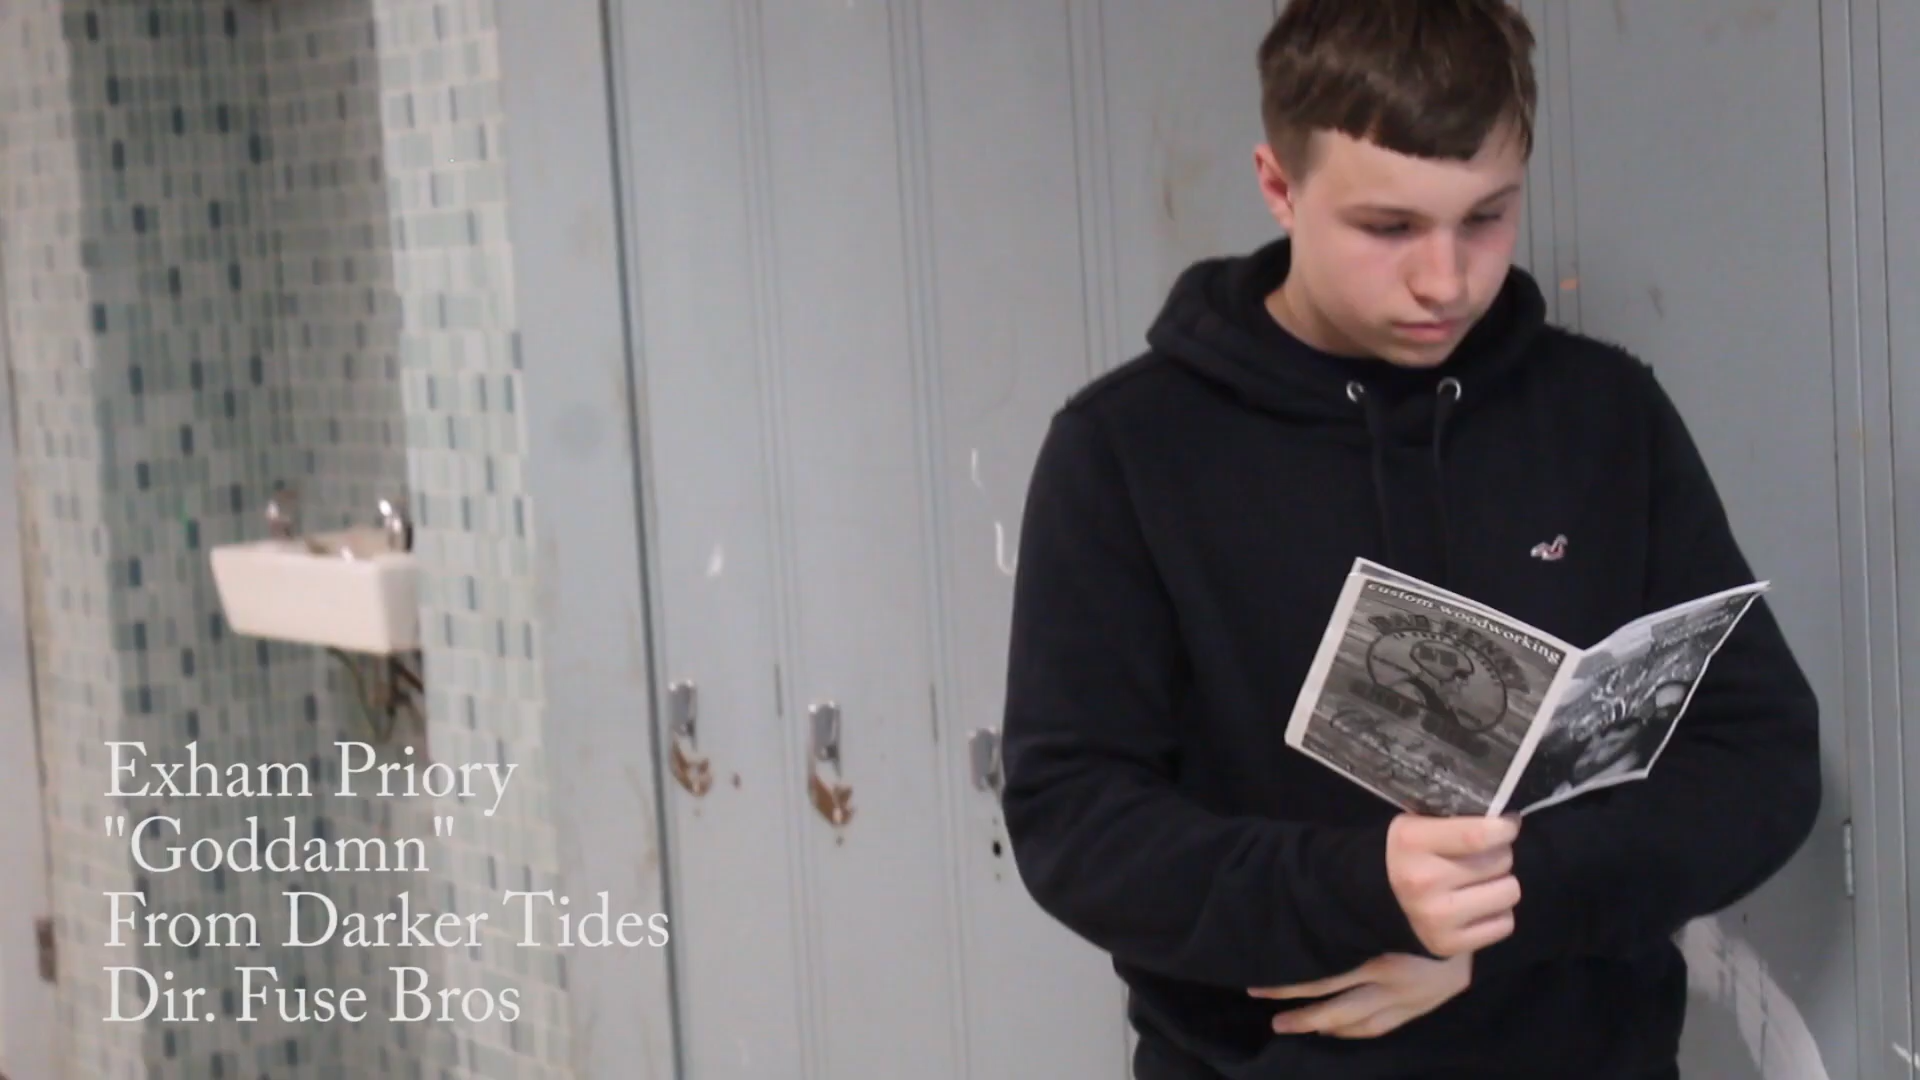 Exham Priory
"Goddamn"
From Darker Tides
Dir. Fuse Bros
custom woodworking